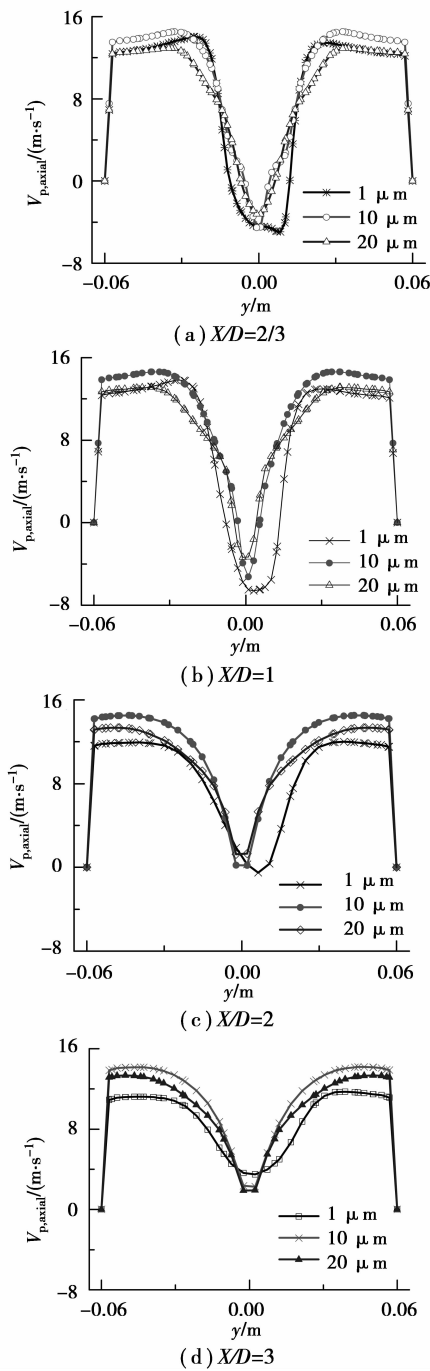 16
8
0
-8
V_{p,axial}/(m·s⁻¹)
1 μm
10 μm
20 μm
-0.06 0.00 0.06
y/m
(a) X/D=2/3
16
8
0
-8
V_{p,axial}/(m·s⁻¹)
1 μm
10 μm
20 μm
-0.06 0.00 0.06
y/m
(b) X/D=1
16
8
0
-8
V_{p,axial}/(m·s⁻¹)
1 μm
10 μm
20 μm
-0.06 0.00 0.06
y/m
(c) X/D=2
16
8
0
-8
V_{p,axial}/(m·s⁻¹)
1 μm
10 μm
20 μm
-0.06 0.00 0.06
y/m
(d) X/D=3